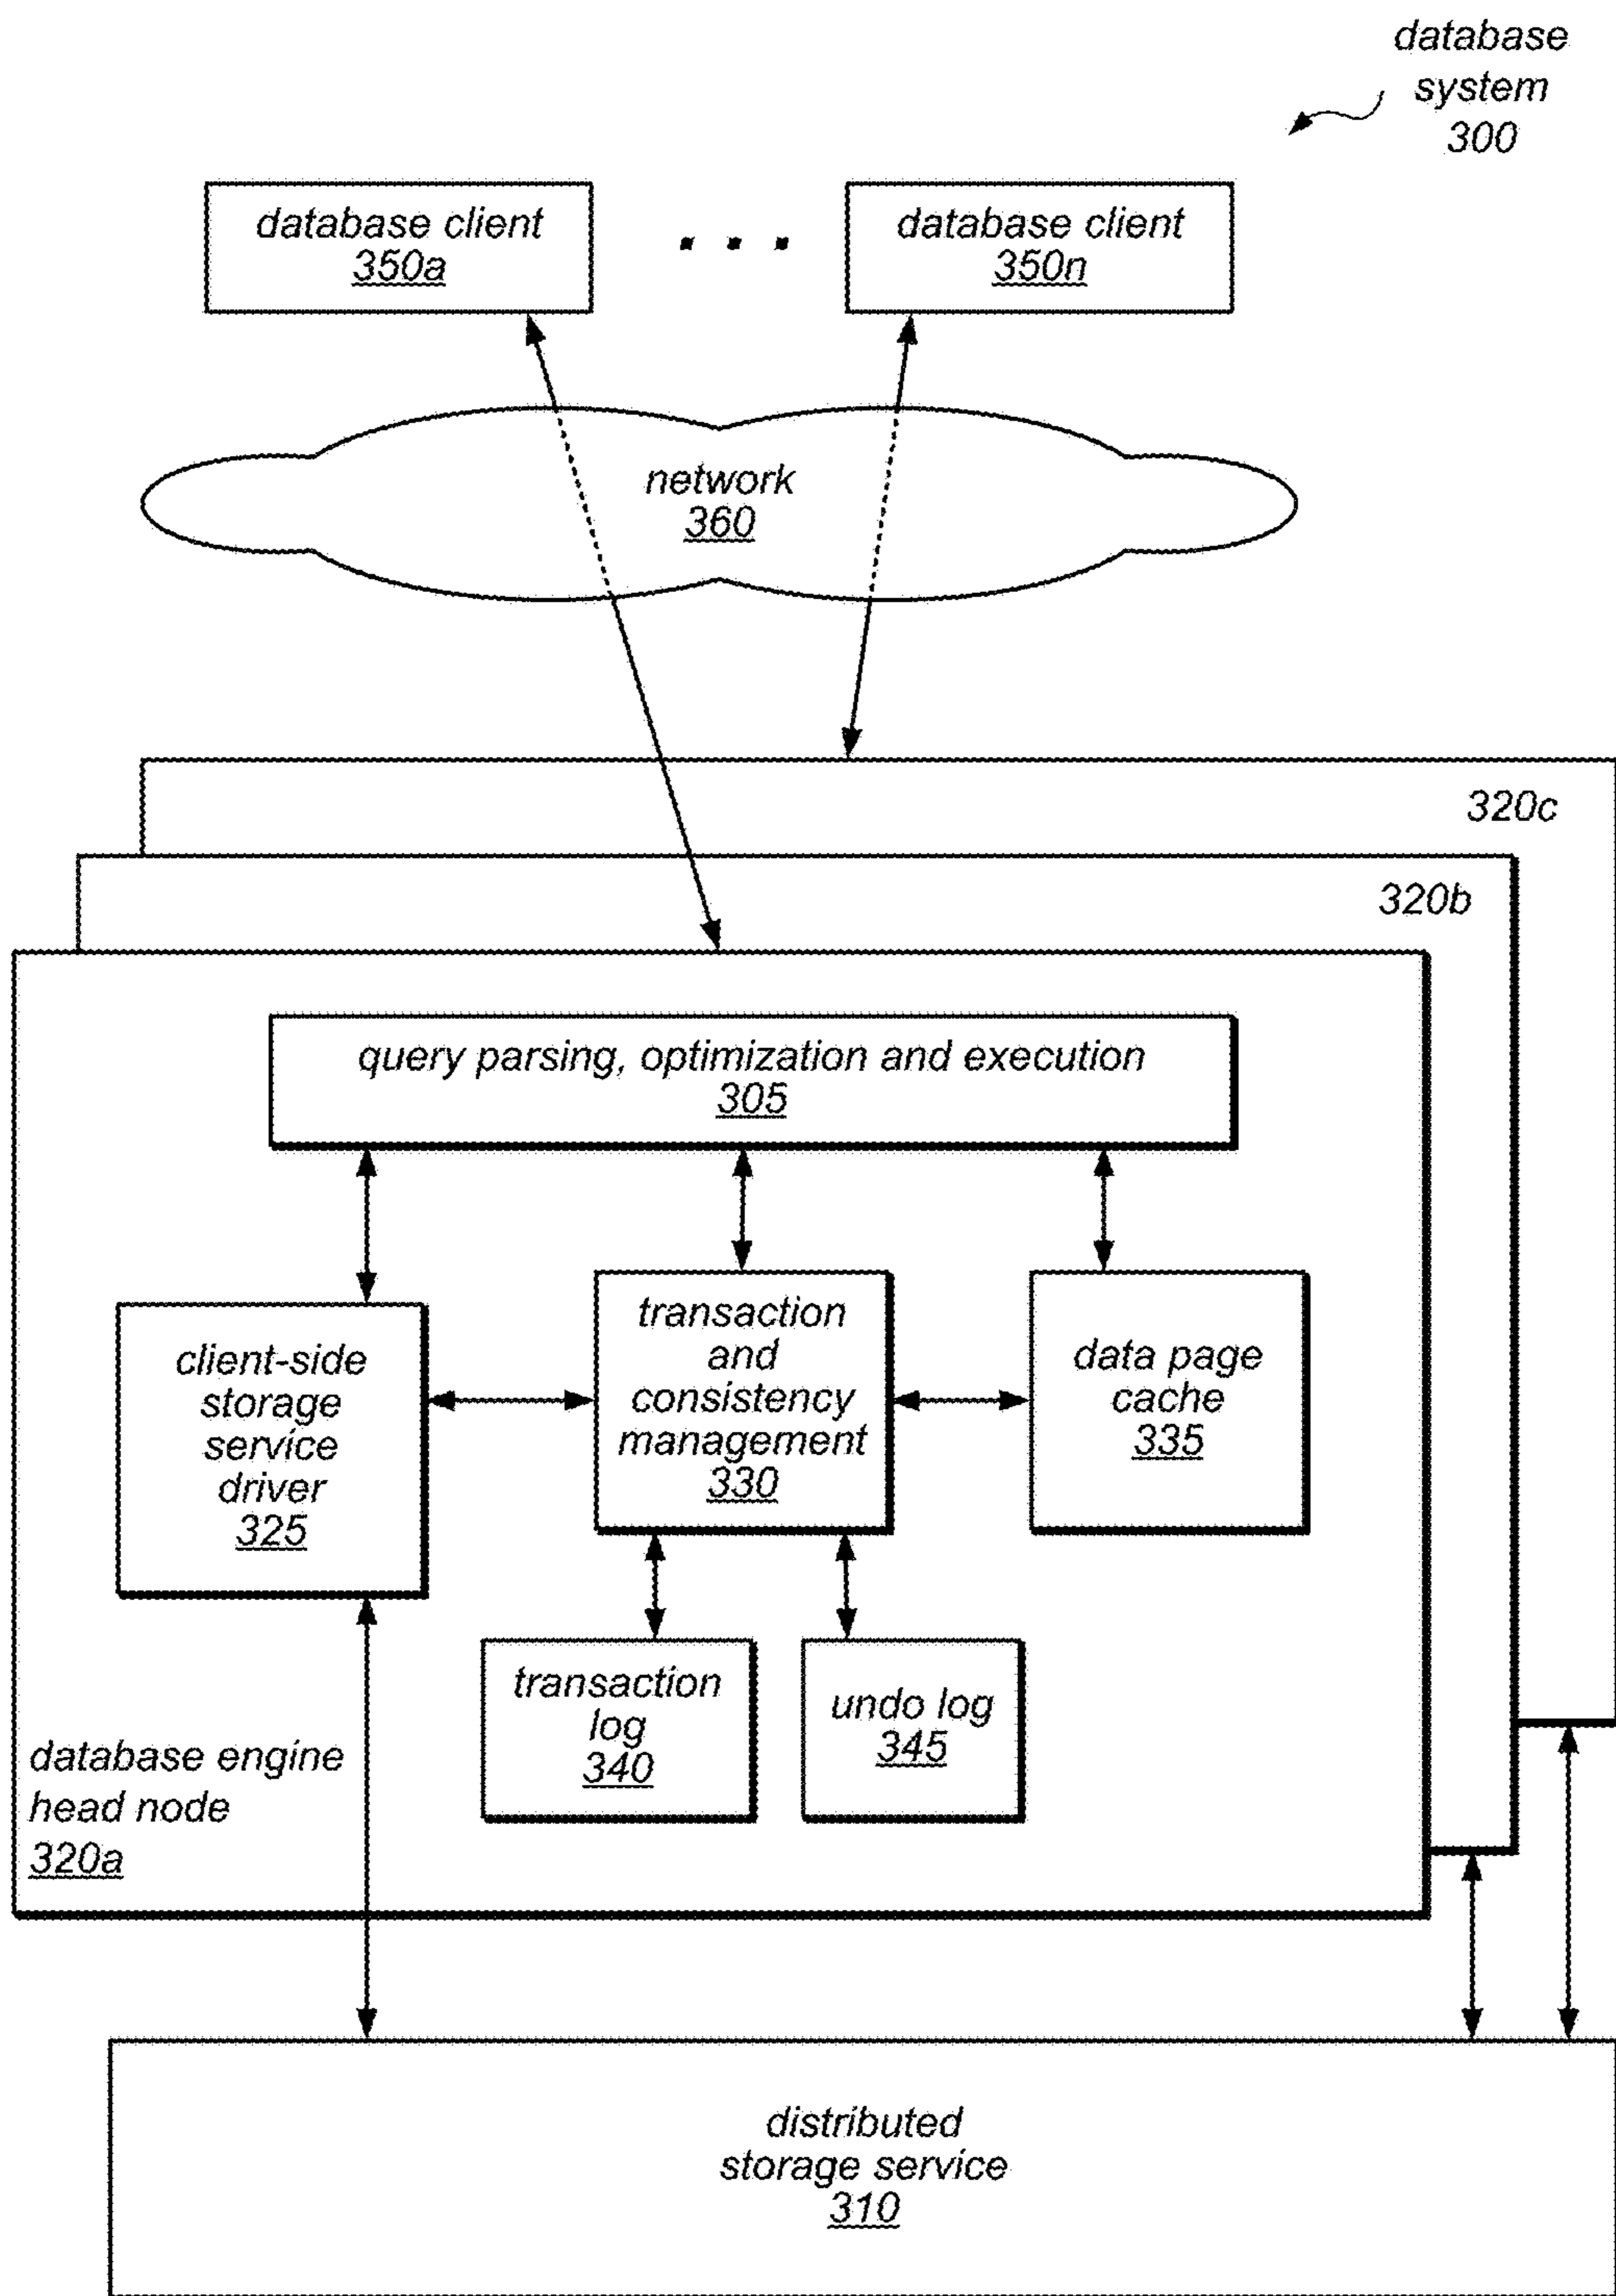 database
system
300
database client
350a
database client
350n
network
360
320c
320b
query parsing, optimization and execution
305
transaction
and
consistency
management
330
data page
cache
335
client-side
storage
service
driver
325
transaction
log
340
undo log
345
database engine
head node
320a
distributed
storage service
310